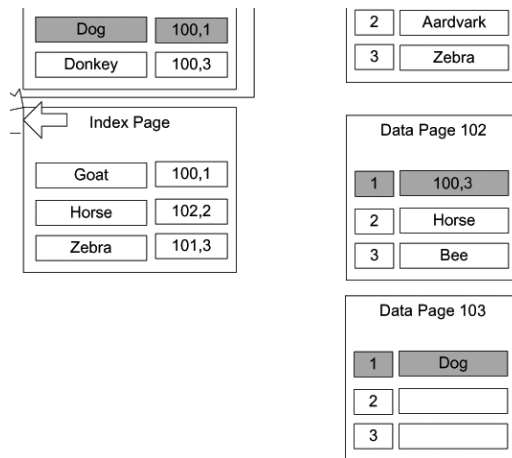 Dog 100,1
Donkey 100,3
Index Page
Goat 100,1
Horse 102,2
Zebra 101,3
2 Aardvark
3 Zebra
Data Page 102
1 100,3
2 Horse
3 Bee
Data Page 103
1 Dog
2
3